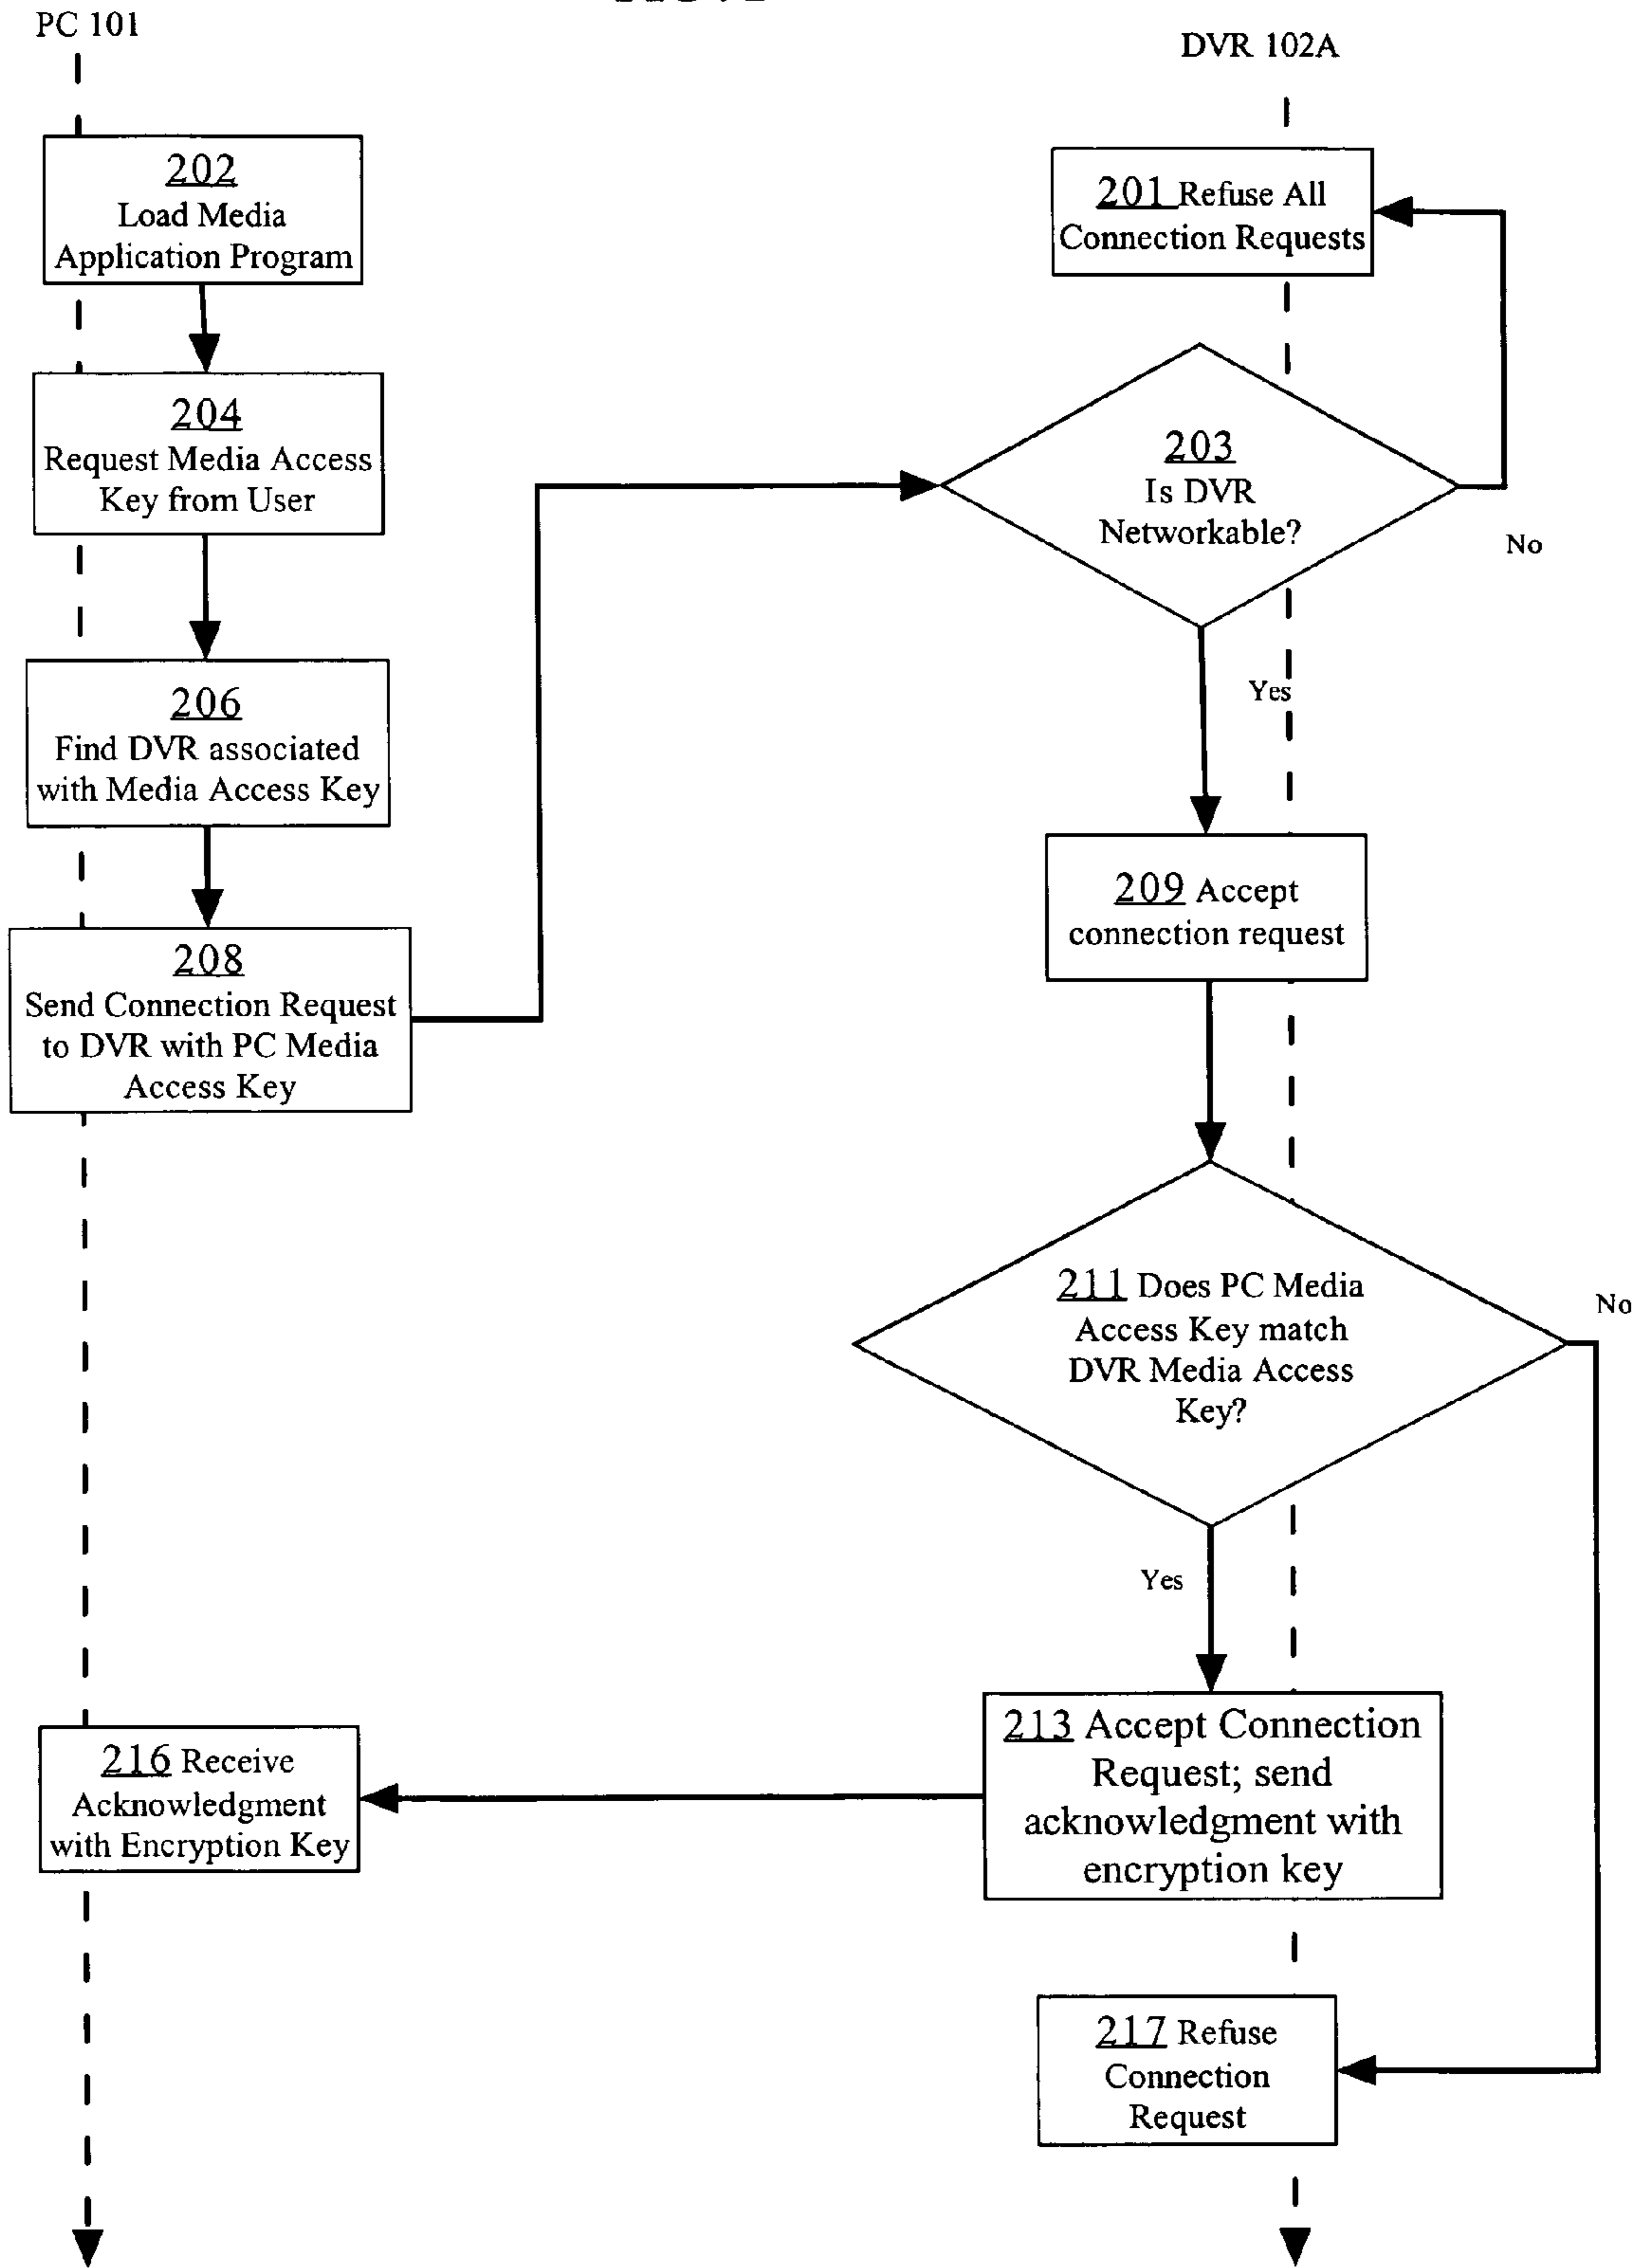 PC 101
DVR 102A
202
Load Media
Application Program
201 Refuse All
Connection Requests
204
Request Media Access
Key from User
203
Is DVR
Networkable?
No
Yes
206
Find DVR associated
with Media Access Key
209 Accept
connection request
208
Send Connection Request
to DVR with PC Media
Access Key
211 Does PC Media
Access Key match
DVR Media Access
Key?
No
Yes
213 Accept Connection
Request; send
acknowledgment with
encryption key
216 Receive
Acknowledgment
with Encryption Key
217 Refuse
Connection
Request